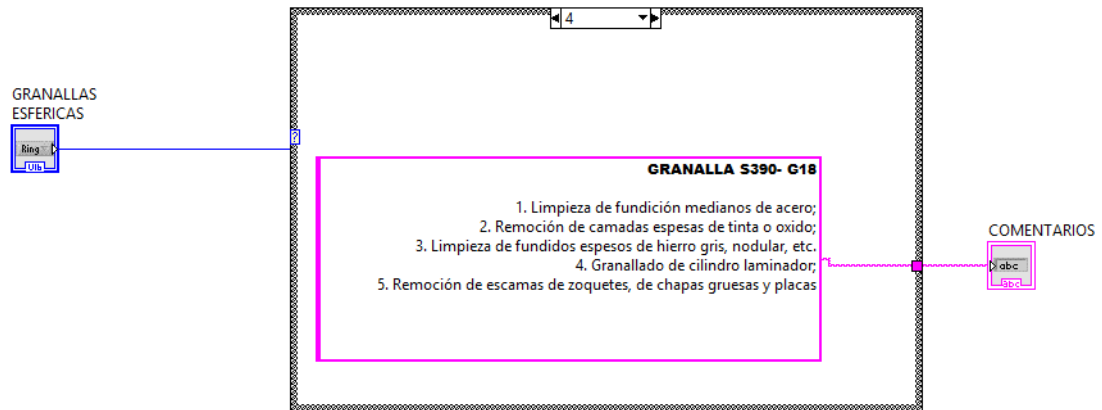 4
GRANALLAS
ESFERICAS
Ring
U16
?
GRANALLA S390- G18
1. Limpieza de fundición medianos de acero;
2. Remoción de camadas espesas de tinta o oxido;
3. Limpieza de fundidos espesos de hierro gris, nodular, etc.
4. Granallado de cilindro laminador;
5. Remoción de escamas de zoquetes, de chapas gruesas y placas
COMENTARIOS
abc
abc